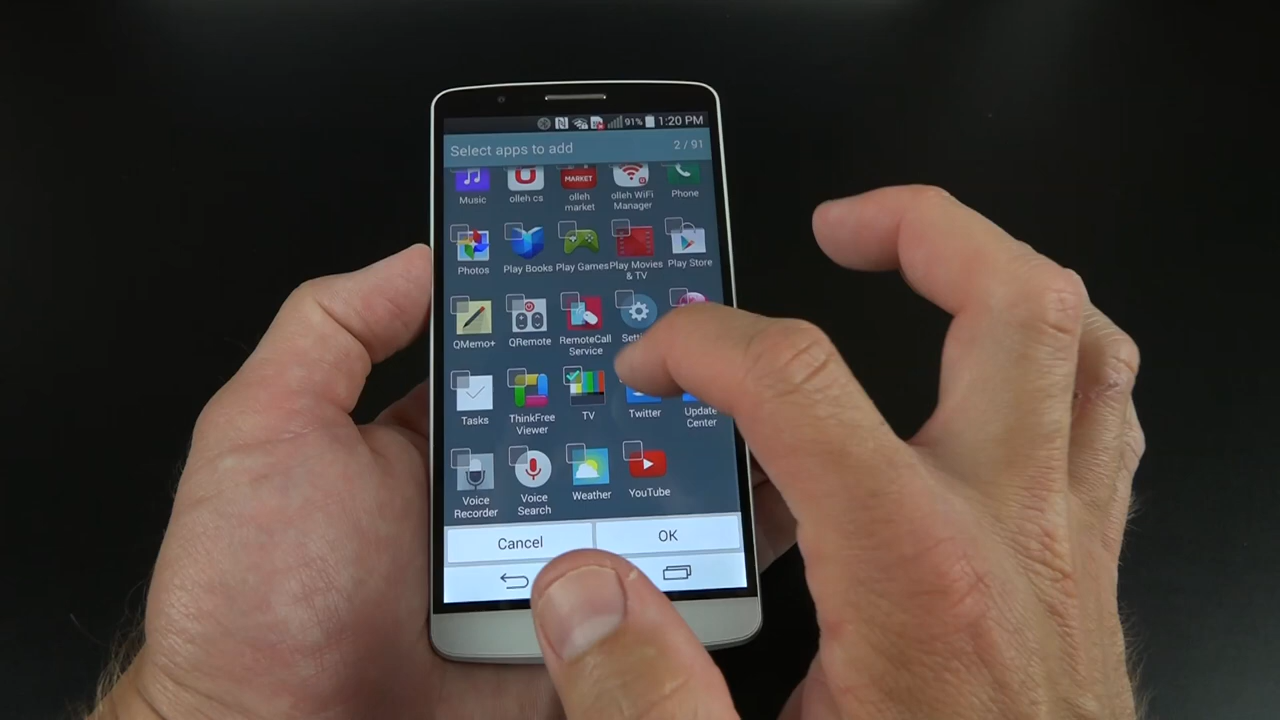 91% 1:20 PM
Select apps to add 2 / 91
MARKET
Music olleh cs olleh market olleh WiFi Manager Phone
Photos Play Books Play Games Play Movies & TV Play Store
QMemo+ QRemote RemoteCall Service
Tasks ThinkFree Viewer TV Twitter Update Center
Voice Recorder Voice Search Weather YouTube
Cancel OK